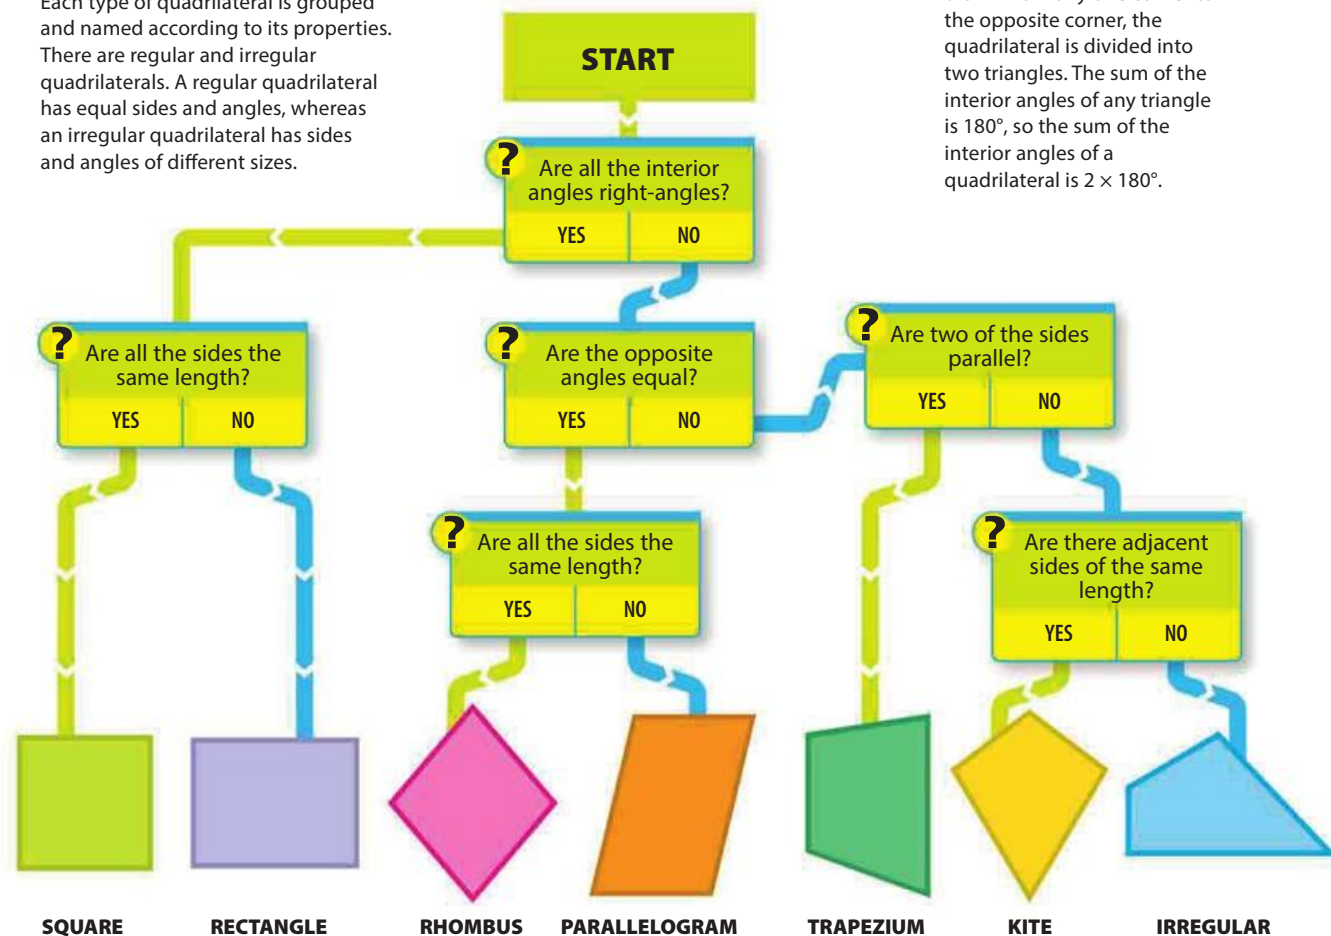 Each type of quadrilateral is grouped
and named according to its properties.
There are regular and irregular
quadrilaterals. A regular quadrilateral
has equal sides and angles, whereas
an irregular quadrilateral has sides
and angles of different sizes.
the opposite corner, the
quadrilateral is divided into
two triangles. The sum of the
interior angles of any triangle
is 180°, so the sum of the
interior angles of a
quadrilateral is 2 × 180°.
START
?
Are all the interior
angles right-angles?
YES NO
?
Are all the sides the
same length?
YES NO
?
Are the opposite
angles equal?
YES NO
?
Are two of the sides
parallel?
YES NO
?
Are all the sides the
same length?
YES NO
?
Are there adjacent
sides of the same
length?
YES NO
SQUARE RECTANGLE RHOMBUS PARALLELOGRAM TRAPEZIUM KITE IRREGULAR